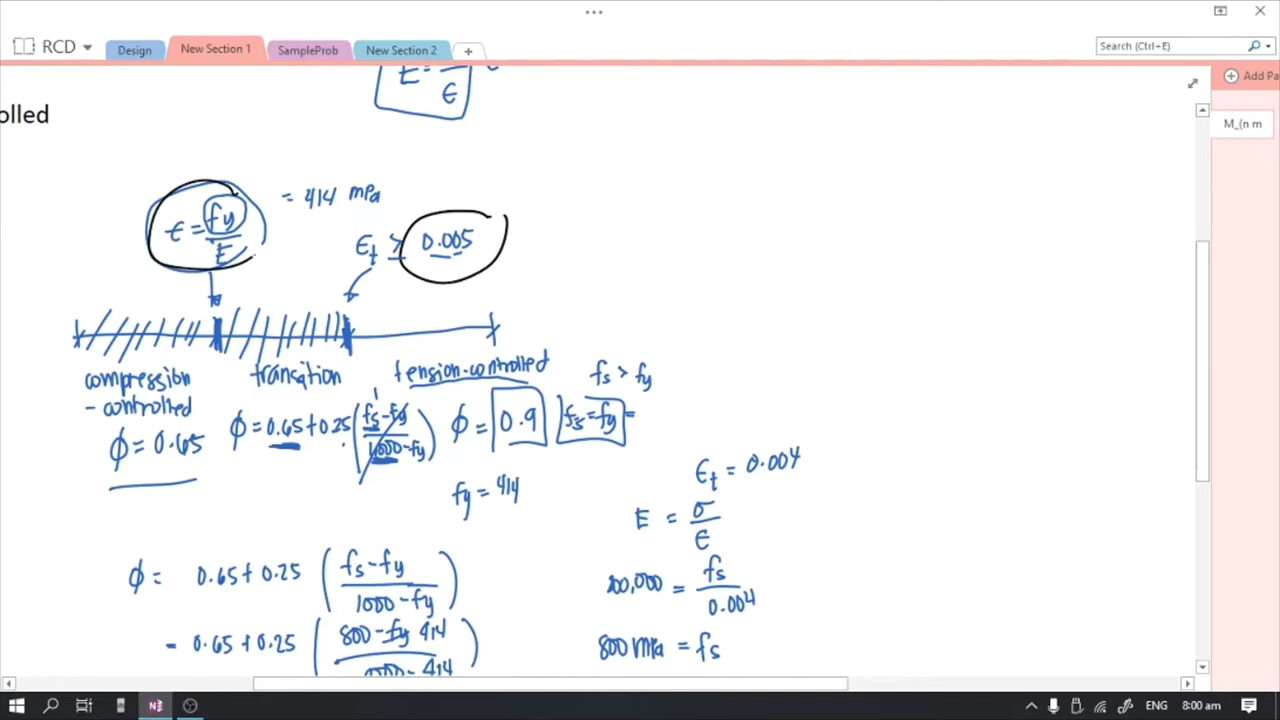 RCD
Design
New Section 1
SampleProb
New Section 2
Search (Ctrl+E)
Add Pa
M_(n m
E =
ϵ
olled
ϵ = fy/E
= 414 mpa
ϵt ≥ 0.005
compression
- controlled
transition
tension-controlled
fs > fy
ϕ = 0.65
ϕ = 0.65 + 0.25 (fs-fy/1000-fy)
1
ϕ = 0.9
fs = fy =
fy = 414
ϵt = 0.004
E = σ/ϵ
200,000 = fs/0.004
800 mpa = fs
ϕ = 0.65 + 0.25 (fs-fy/1000-fy)
= 0.65 + 0.25 (800 - fy 414/1000 - 414)
ENG
8:00 am